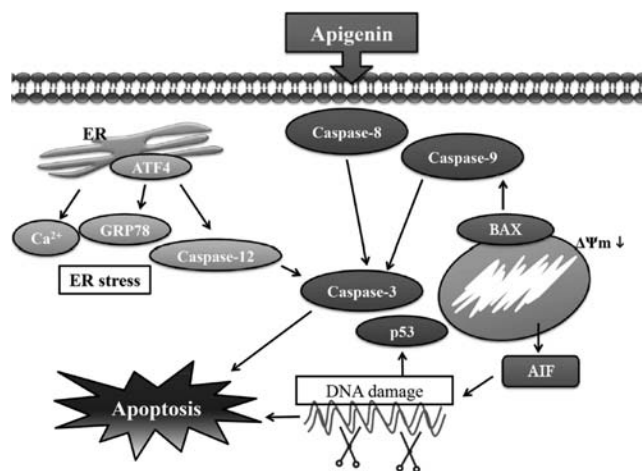 Apigenin
ER
Caspase-8
ATF4
Caspase-9
Ca²⁺
GRP78
BAX
ΔΨm ↓
Caspase-12
ER stress
Caspase-3
p53
AIF
DNA damage
Apoptosis